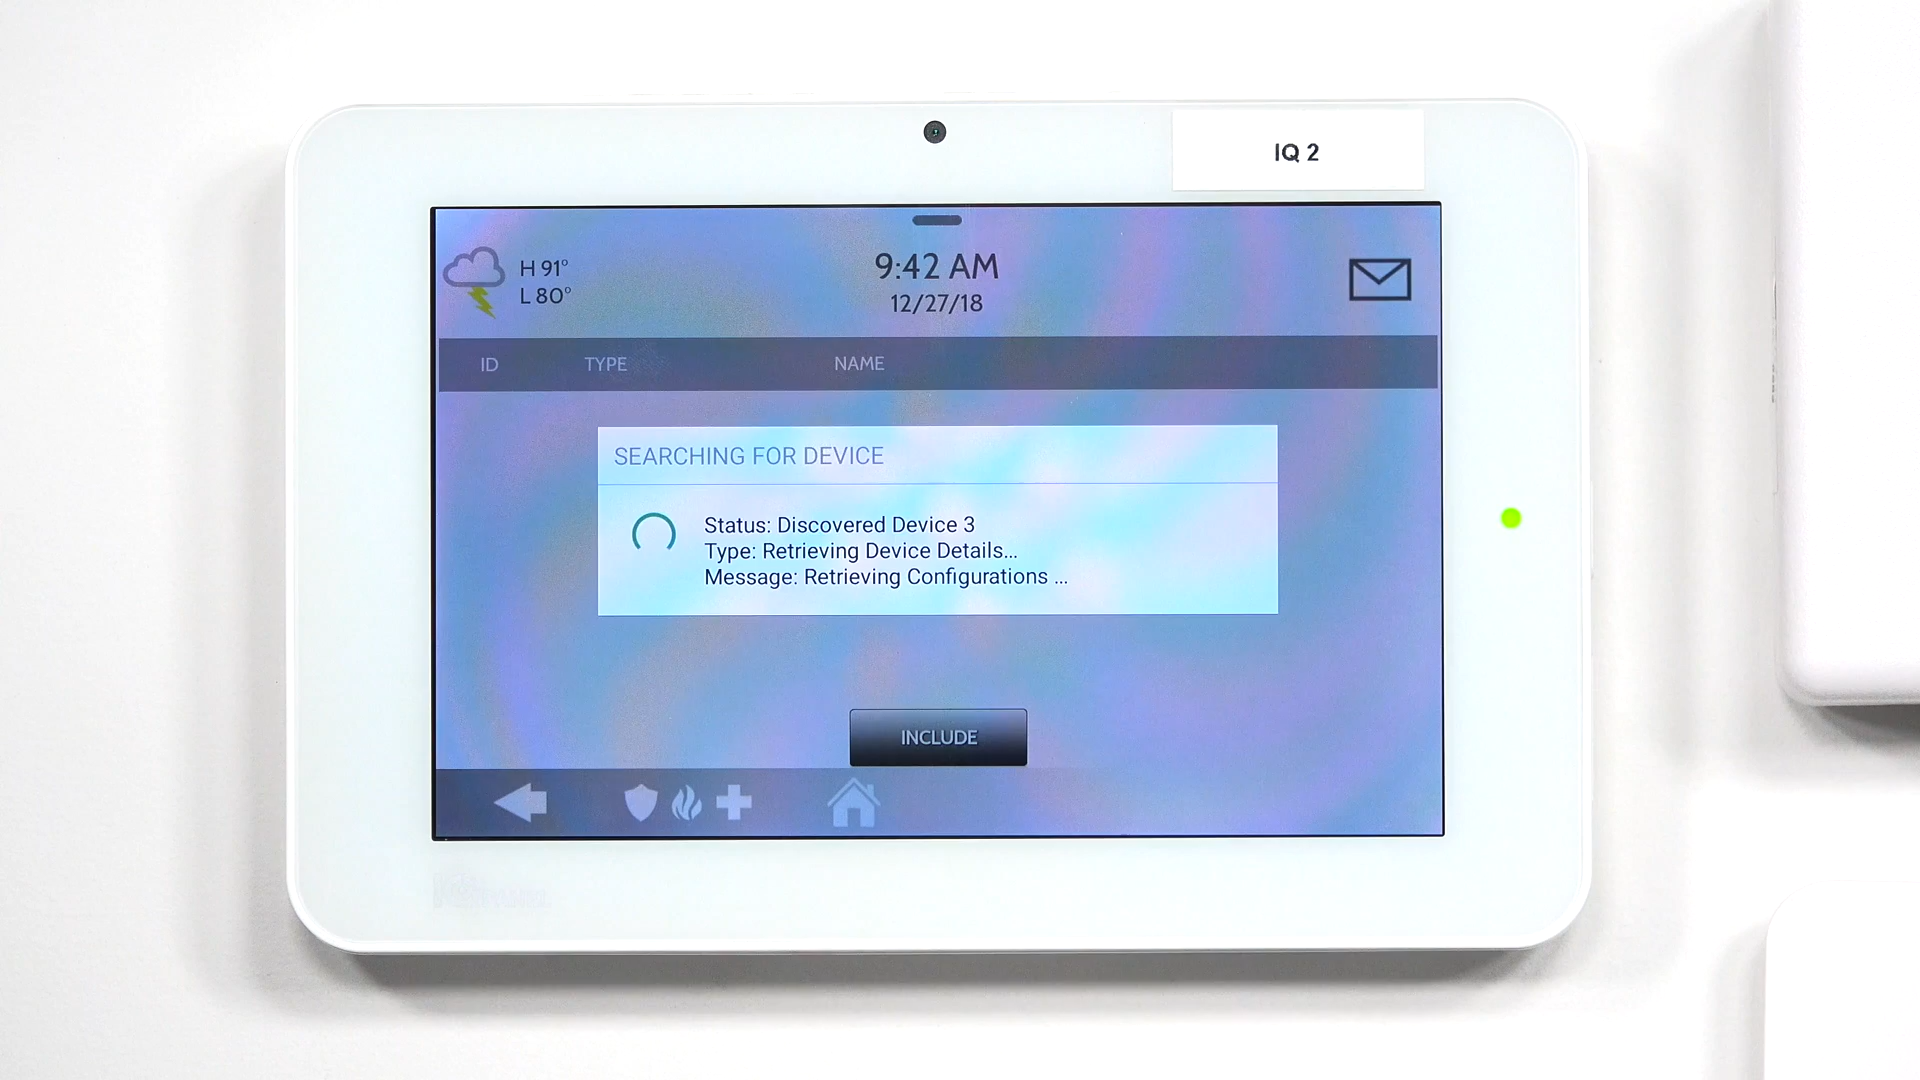 IQ 2
H 91°
L 80°
9:42 AM
12/27/18
ID TYPE NAME
SEARCHING FOR DEVICE
Status: Discovered Device 3
Type: Retrieving Device Details...
Message: Retrieving Configurations ...
INCLUDE